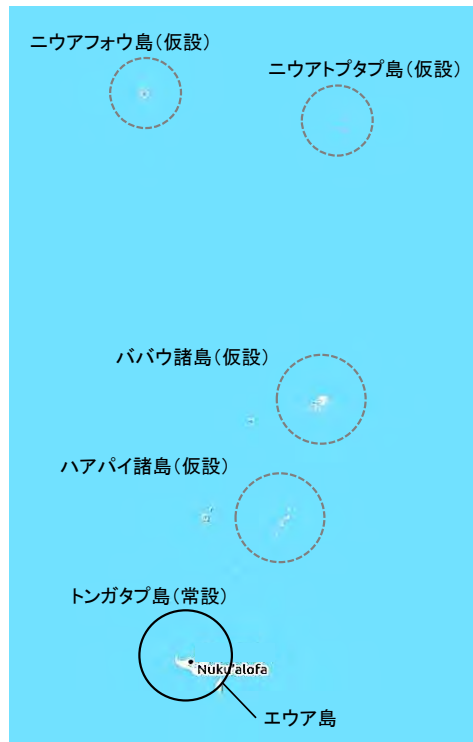 ニウアフォウ島(仮設)
ニウアトプタプ島(仮設)
ババウ諸島(仮設)
ハアパイ諸島(仮設)
トンガタプ島(常設)
Nuku'alofa
エウア島